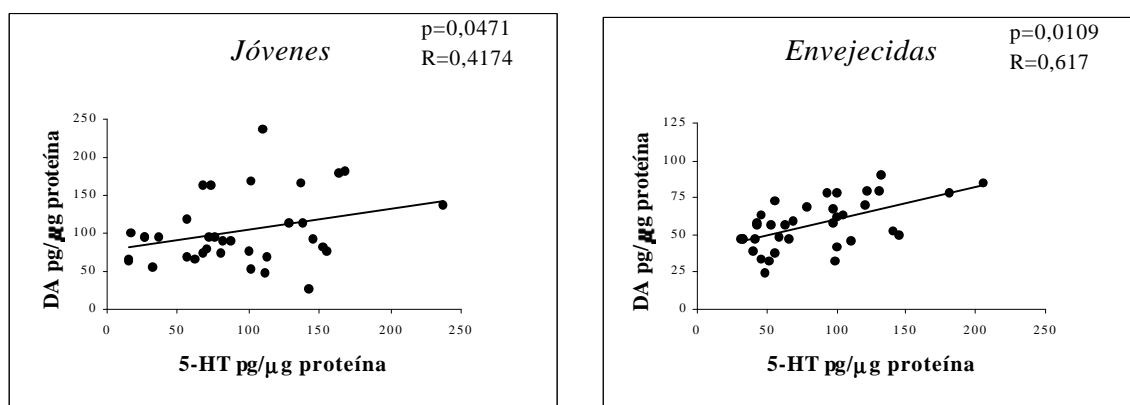 Jóvenes
p=0,0471
R=0,4174
DA pg/µg proteína
250
200
150
100
50
0
0 50 100 150 200 250
5-HT pg/µg proteína
Envejecidas
p=0,0109
R=0,617
DA pg/µg proteína
125
100
75
50
25
0
0 50 100 150 200 250
5-HT pg/µg proteína